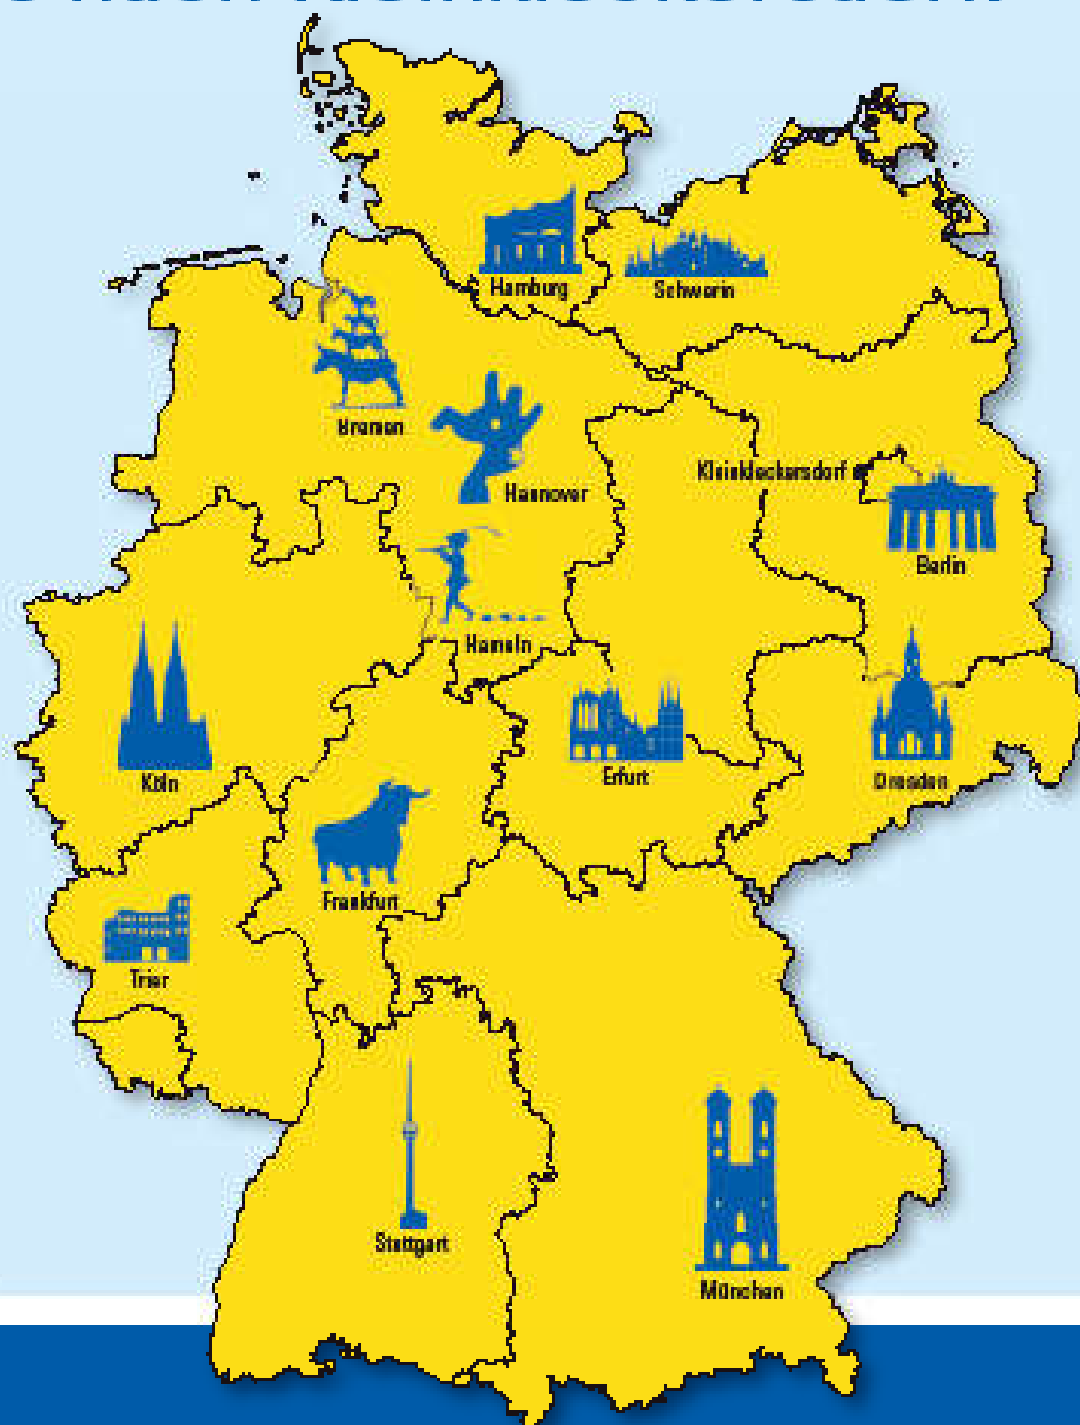 Hamburg
Schwerin
Bremen
Hannover
Kleinkleckersdorf
Berlin
Hameln
Köln
Erfurt
Dresden
Frankfurt
Trier
Stuttgart
München